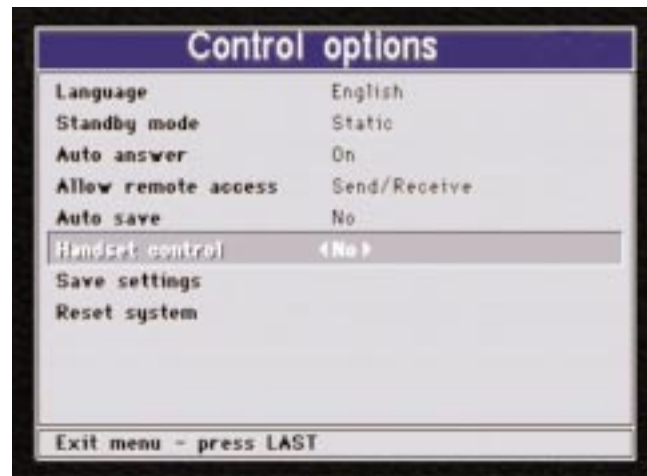 Control options
Language English
Standby mode Static
Auto answer On
Allow remote access Send/Receive
Auto save No
Handset control No
Save settings
Reset system
Exit menu - press LAST